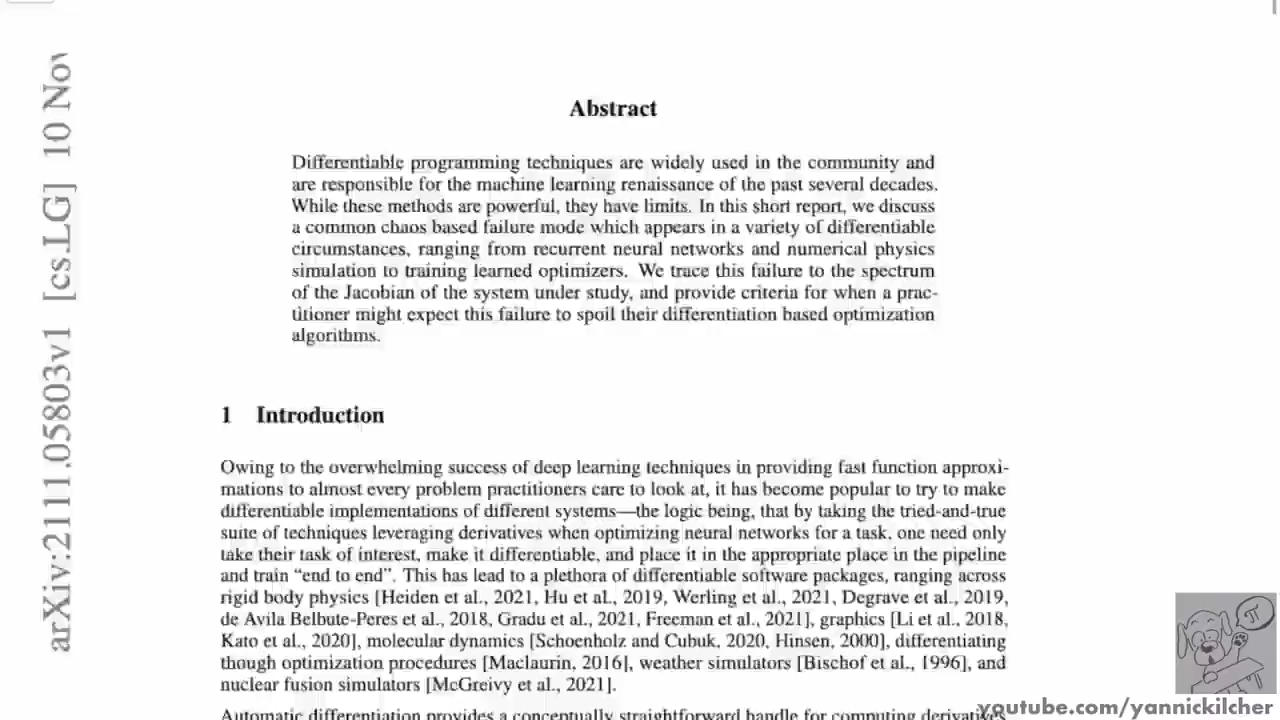 arXiv:2111.05803v1 [cs.LG] 10 Nov
Abstract
Differentiable programming techniques are widely used in the community and
are responsible for the machine learning renaissance of the past several decades.
While these methods are powerful, they have limits. In this short report, we discuss
a common chaos based failure mode which appears in a variety of differentiable
circumstances, ranging from recurrent neural networks and numerical physics
simulation to training learned optimizers. We trace this failure to the spectrum
of the Jacobian of the system under study, and provide criteria for when a prac-
titioner might expect this failure to spoil their differentiation based optimization
algorithms.
1 Introduction
Owing to the overwhelming success of deep learning techniques in providing fast function approxi-
mations to almost every problem practitioners care to look at, it has become popular to try to make
differentiable implementations of different systems—the logic being, that by taking the tried-and-true
suite of techniques leveraging derivatives when optimizing neural networks for a task, one need only
take their task of interest, make it differentiable, and place it in the appropriate place in the pipeline
and train “end to end”. This has lead to a plethora of differentiable software packages, ranging across
rigid body physics [Heiden et al., 2021, Hu et al., 2019, Werling et al., 2021, Degrave et al., 2019,
de Avila Belbute-Peres et al., 2018, Gradu et al., 2021, Freeman et al., 2021], graphics [Li et al., 2018,
Kato et al., 2020], molecular dynamics [Schoenholz and Cubuk, 2020, Hinsen, 2000], differentiating
though optimization procedures [Maclaurin, 2016], weather simulators [Bischof et al., 1996], and
nuclear fusion simulators [McGreivy et al., 2021].
Automatic differentiation provides a conceptually straightforward handle for computing derivatives
π
youtube.com/yannickilcher